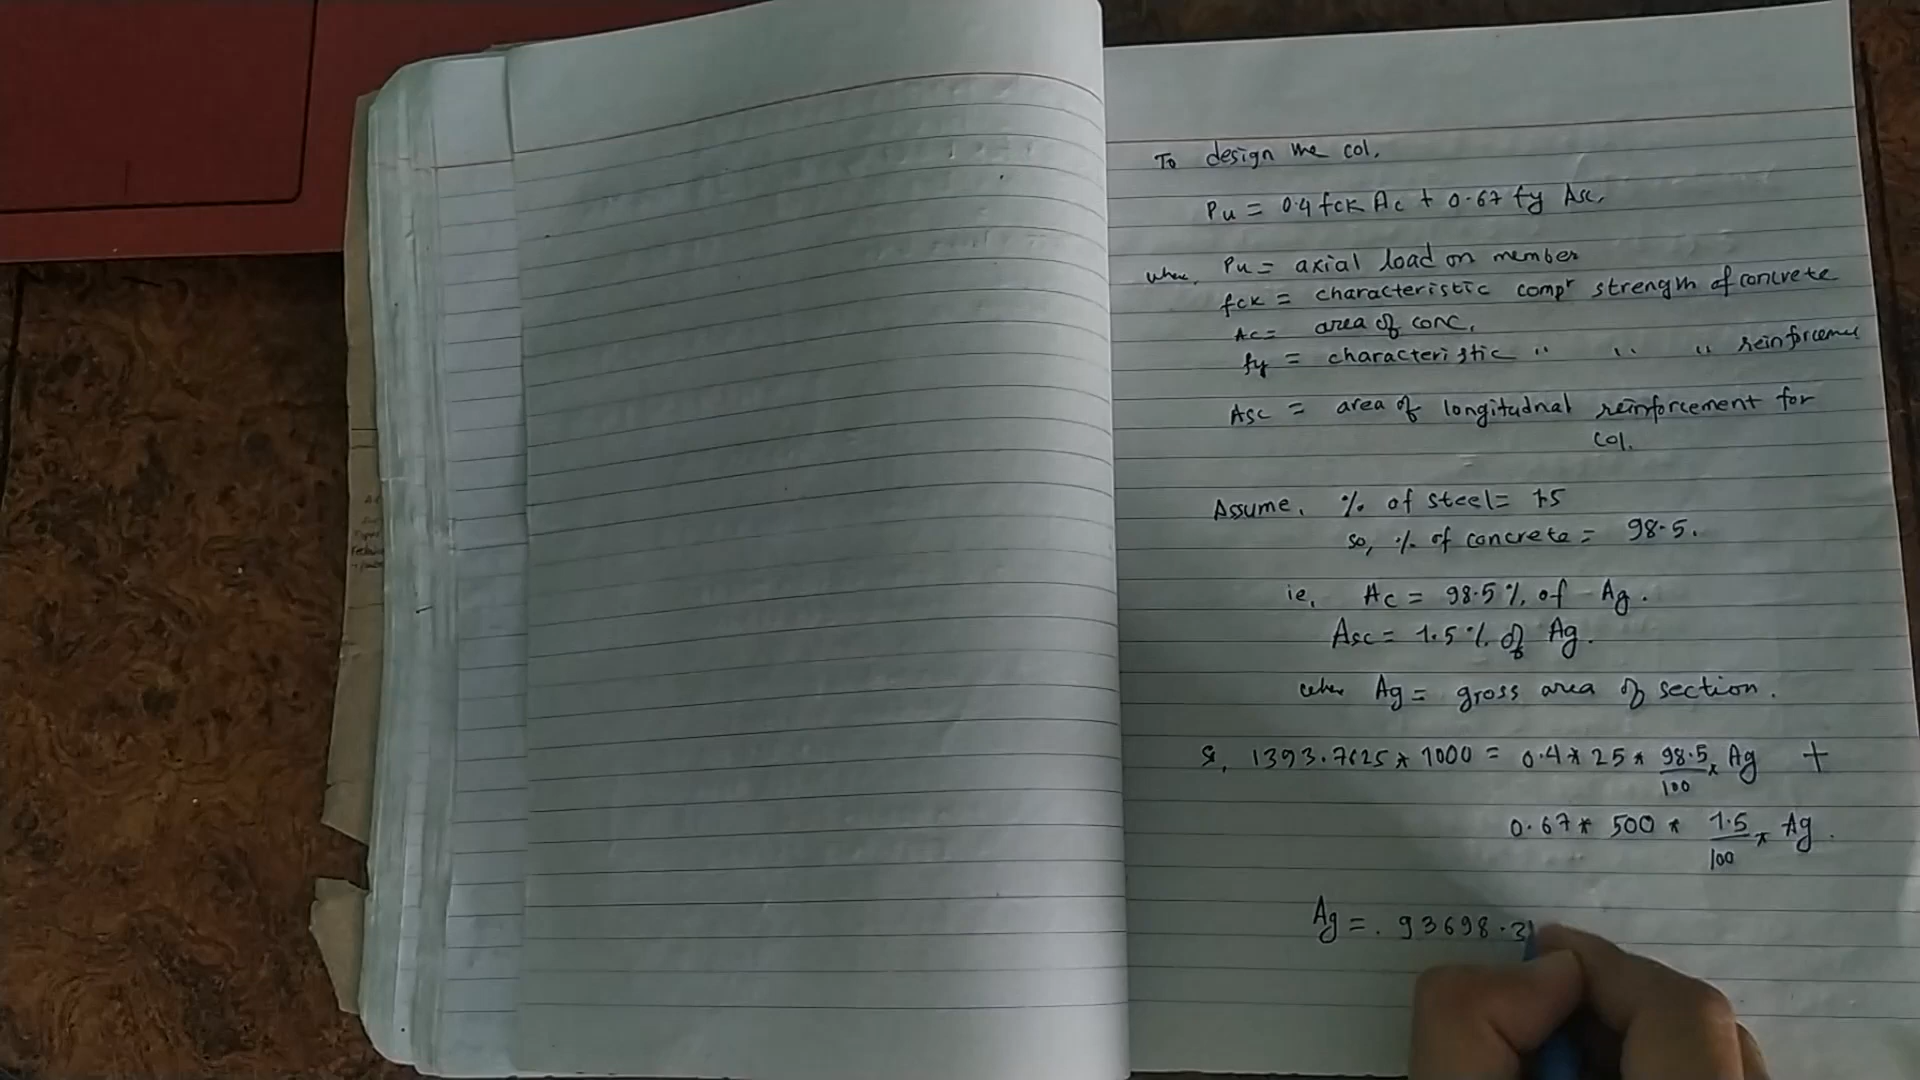 To design the col.
Pu = 0.4 fck Ac + 0.67 fy Asc,
where, Pu = axial load on member
fck = characteristic compr strength of concrete
Ac = area of conc,
fy = characteristic " " " reinforcement
Asc = area of longitudnal reinforcement for
col.
Assume, % of steel = 1.5
so, % of concrete = 98.5.
ie, Ac = 98.5 % of Ag.
Asc = 1.5 % of Ag.
where Ag = gross area of section.
So, 1393.7625 * 1000 = 0.4 * 25 * 98.5/100 * Ag +
0.67 * 500 * 1.5/100 * Ag.
Ag = . 93698.31